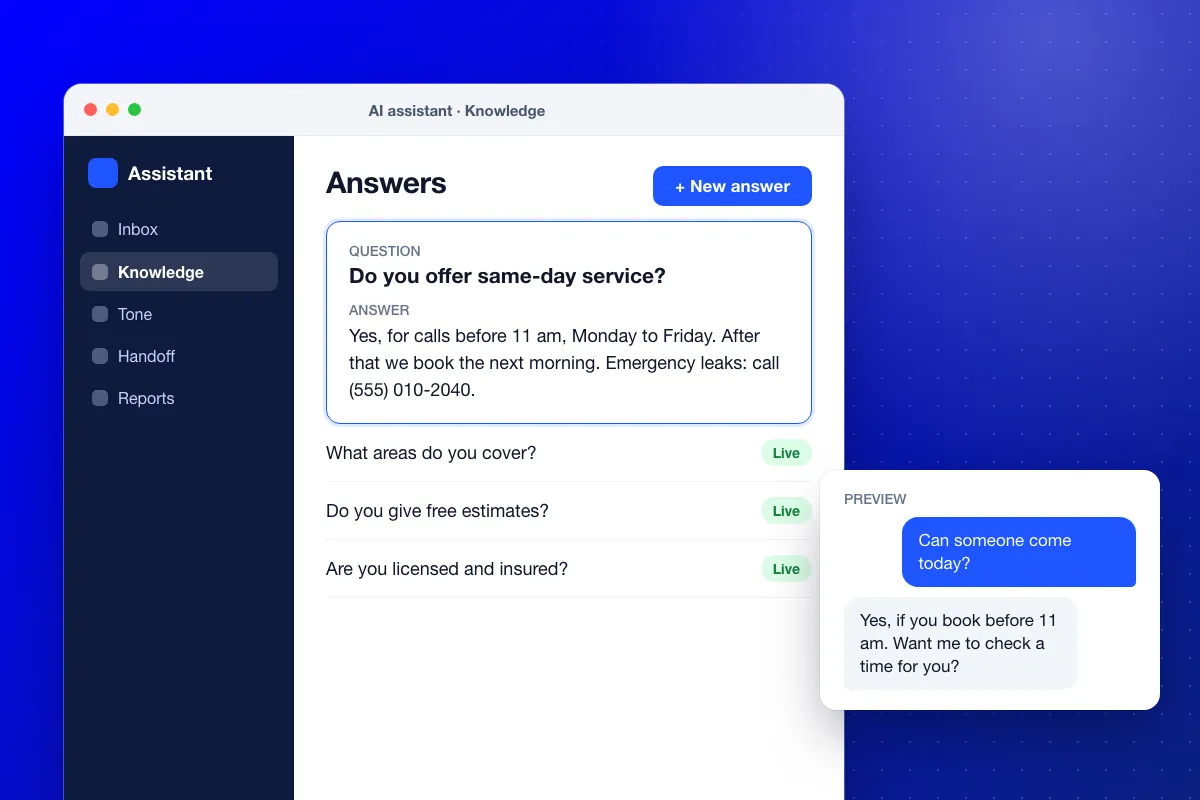 AI assistant · Knowledge
Assistant
Inbox
Knowledge
Tone
Handoff
Reports
Answers
+ New answer
QUESTION
Do you offer same-day service?
ANSWER
Yes, for calls before 11 am, Monday to Friday. After
that we book the next morning. Emergency leaks: call
(555) 010-2040.
What areas do you cover?
Live
Do you give free estimates?
Live
Are you licensed and insured?
Live
PREVIEW
Can someone come
today?
Yes, if you book before 11
am. Want me to check a
time for you?